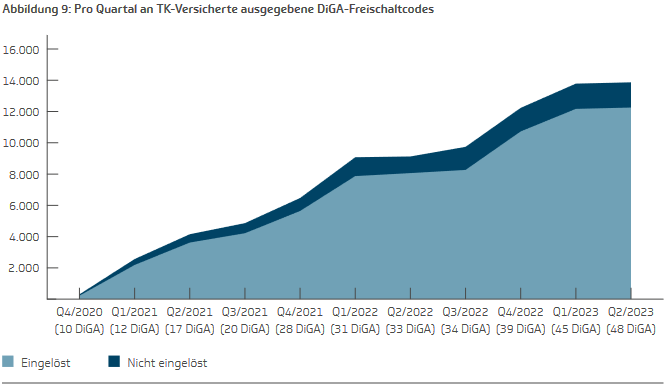 Abbildung 9: Pro Quartal an TK-Versicherte ausgegebene DiGA-Freischaltcodes
16.000
14.000
12.000
10.000
8.000
6.000
4.000
2.000
Q4/2020 Q1/2021 Q2/2021 Q3/2021 Q4/2021 Q1/2022 Q2/2022 Q3/2022 Q4/2022 Q1/2023 Q2/2023
(10 DiGA) (12 DiGA) (17 DiGA) (20 DiGA) (28 DiGA) (31 DiGA) (33 DiGA) (34 DiGA) (39 DiGA) (45 DiGA) (48 DiGA)
Eingelöst Nicht eingelöst